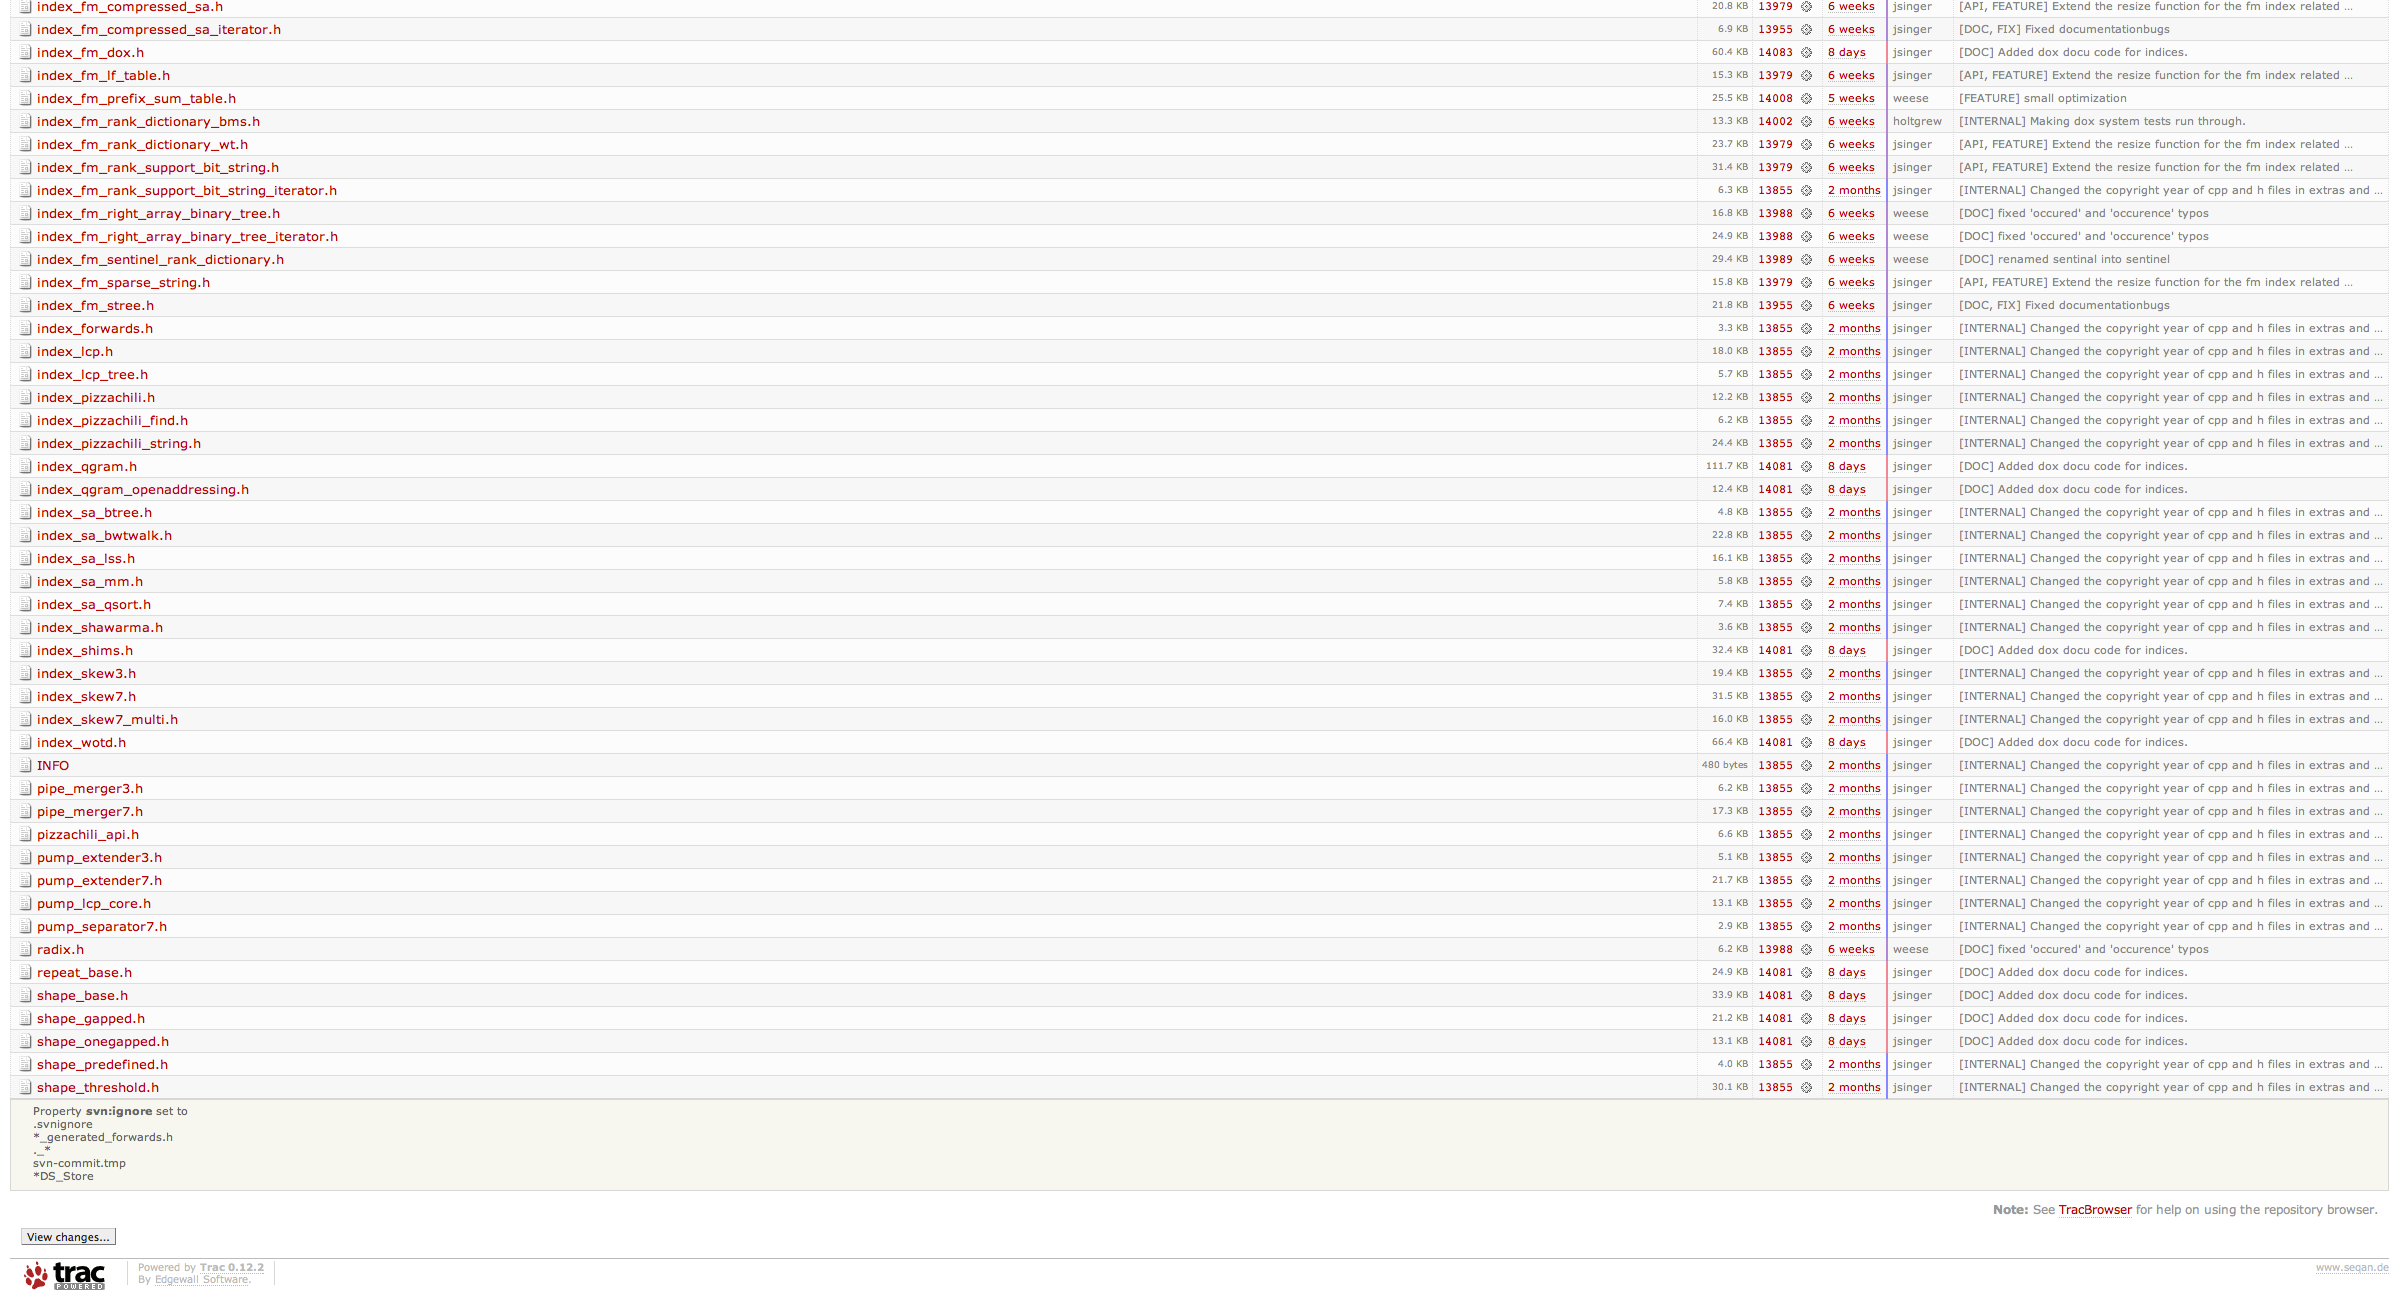 index_fm_compressed_sa.h 20.8 KB 13979 6 weeks jsinger [API, FEATURE] Extend the resize function for the fm index related ...
index_fm_compressed_sa_iterator.h 6.9 KB 13955 6 weeks jsinger [DOC, FIX] Fixed documentationbugs
index_fm_dox.h 60.4 KB 14083 8 days jsinger [DOC] Added dox docu code for indices.
index_fm_lf_table.h 15.3 KB 13979 6 weeks jsinger [API, FEATURE] Extend the resize function for the fm index related ...
index_fm_prefix_sum_table.h 25.5 KB 14008 5 weeks weese [FEATURE] small optimization
index_fm_rank_dictionary_bms.h 13.3 KB 14002 6 weeks holtgrew [INTERNAL] Making dox system tests run through.
index_fm_rank_dictionary_wt.h 23.7 KB 13979 6 weeks jsinger [API, FEATURE] Extend the resize function for the fm index related ...
index_fm_rank_support_bit_string.h 31.4 KB 13979 6 weeks jsinger [API, FEATURE] Extend the resize function for the fm index related ...
index_fm_rank_support_bit_string_iterator.h 6.3 KB 13855 2 months jsinger [INTERNAL] Changed the copyright year of cpp and h files in extras and ...
index_fm_right_array_binary_tree.h 16.8 KB 13988 6 weeks weese [DOC] fixed 'occured' and 'occurence' typos
index_fm_right_array_binary_tree_iterator.h 24.9 KB 13988 6 weeks weese [DOC] fixed 'occured' and 'occurence' typos
index_fm_sentinel_rank_dictionary.h 29.4 KB 13989 6 weeks weese [DOC] renamed sentinal into sentinel
index_fm_sparse_string.h 15.8 KB 13979 6 weeks jsinger [API, FEATURE] Extend the resize function for the fm index related ...
index_fm_stree.h 21.8 KB 13955 6 weeks jsinger [DOC, FIX] Fixed documentationbugs
index_forwards.h 3.3 KB 13855 2 months jsinger [INTERNAL] Changed the copyright year of cpp and h files in extras and ...
index_lcp.h 18.0 KB 13855 2 months jsinger [INTERNAL] Changed the copyright year of cpp and h files in extras and ...
index_lcp_tree.h 5.7 KB 13855 2 months jsinger [INTERNAL] Changed the copyright year of cpp and h files in extras and ...
index_pizzachili.h 12.2 KB 13855 2 months jsinger [INTERNAL] Changed the copyright year of cpp and h files in extras and ...
index_pizzachili_find.h 6.2 KB 13855 2 months jsinger [INTERNAL] Changed the copyright year of cpp and h files in extras and ...
index_pizzachili_string.h 24.4 KB 13855 2 months jsinger [INTERNAL] Changed the copyright year of cpp and h files in extras and ...
index_qgram.h 111.7 KB 14081 8 days jsinger [DOC] Added dox docu code for indices.
index_qgram_openaddressing.h 12.4 KB 14081 8 days jsinger [DOC] Added dox docu code for indices.
index_sa_btree.h 4.8 KB 13855 2 months jsinger [INTERNAL] Changed the copyright year of cpp and h files in extras and ...
index_sa_bwtwalk.h 22.8 KB 13855 2 months jsinger [INTERNAL] Changed the copyright year of cpp and h files in extras and ...
index_sa_lss.h 16.1 KB 13855 2 months jsinger [INTERNAL] Changed the copyright year of cpp and h files in extras and ...
index_sa_mm.h 5.8 KB 13855 2 months jsinger [INTERNAL] Changed the copyright year of cpp and h files in extras and ...
index_sa_qsort.h 7.4 KB 13855 2 months jsinger [INTERNAL] Changed the copyright year of cpp and h files in extras and ...
index_shawarma.h 3.6 KB 13855 2 months jsinger [INTERNAL] Changed the copyright year of cpp and h files in extras and ...
index_shims.h 32.4 KB 14081 8 days jsinger [DOC] Added dox docu code for indices.
index_skew3.h 19.4 KB 13855 2 months jsinger [INTERNAL] Changed the copyright year of cpp and h files in extras and ...
index_skew7.h 31.5 KB 13855 2 months jsinger [INTERNAL] Changed the copyright year of cpp and h files in extras and ...
index_skew7_multi.h 16.0 KB 13855 2 months jsinger [INTERNAL] Changed the copyright year of cpp and h files in extras and ...
index_wotd.h 66.4 KB 14081 8 days jsinger [DOC] Added dox docu code for indices.
INFO 480 bytes 13855 2 months jsinger [INTERNAL] Changed the copyright year of cpp and h files in extras and ...
pipe_merger3.h 6.2 KB 13855 2 months jsinger [INTERNAL] Changed the copyright year of cpp and h files in extras and ...
pipe_merger7.h 17.3 KB 13855 2 months jsinger [INTERNAL] Changed the copyright year of cpp and h files in extras and ...
pizzachili_api.h 6.6 KB 13855 2 months jsinger [INTERNAL] Changed the copyright year of cpp and h files in extras and ...
pump_extender3.h 5.1 KB 13855 2 months jsinger [INTERNAL] Changed the copyright year of cpp and h files in extras and ...
pump_extender7.h 21.7 KB 13855 2 months jsinger [INTERNAL] Changed the copyright year of cpp and h files in extras and ...
pump_lcp_core.h 13.1 KB 13855 2 months jsinger [INTERNAL] Changed the copyright year of cpp and h files in extras and ...
pump_separator7.h 2.9 KB 13855 2 months jsinger [INTERNAL] Changed the copyright year of cpp and h files in extras and ...
radix.h 6.2 KB 13988 6 weeks weese [DOC] fixed 'occured' and 'occurence' typos
repeat_base.h 24.9 KB 14081 8 days jsinger [DOC] Added dox docu code for indices.
shape_base.h 33.9 KB 14081 8 days jsinger [DOC] Added dox docu code for indices.
shape_gapped.h 21.2 KB 14081 8 days jsinger [DOC] Added dox docu code for indices.
shape_onegapped.h 13.1 KB 14081 8 days jsinger [DOC] Added dox docu code for indices.
shape_predefined.h 4.0 KB 13855 2 months jsinger [INTERNAL] Changed the copyright year of cpp and h files in extras and ...
shape_threshold.h 30.1 KB 13855 2 months jsinger [INTERNAL] Changed the copyright year of cpp and h files in extras and ...
Property svn:ignore set to
.svnignore
*_generated_forwards.h
._*
svn-commit.tmp
*DS_Store
Note: See TracBrowser for help on using the repository browser.
View changes...
trac POWERED
Powered by Trac 0.12.2
By Edgewall Software.
www.seqan.de